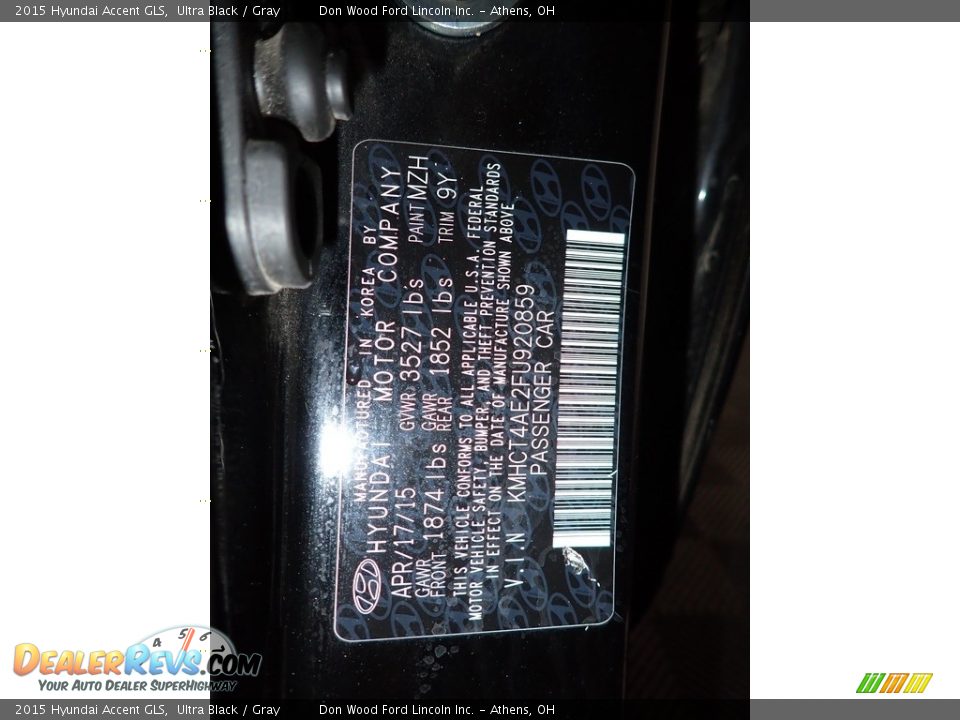 2015 Hyundai Accent GLS,  Ultra Black / Gray        Don Wood Ford Lincoln Inc. - Athens, OH
MANUFACTURED IN KOREA BY
HYUNDAI MOTOR COMPANY
APR/17/15 GVWR 3527 lbs PAINT MZH
GAWR FRONT 1874 lbs GAWR REAR 1852 lbs TRIM 9Y
THIS VEHICLE CONFORMS TO ALL APPLICABLE U.S.A. FEDERAL
MOTOR VEHICLE SAFETY, BUMPER, AND THEFT PREVENTION STANDARDS
IN EFFECT ON THE DATE OF MANUFACTURE SHOWN ABOVE.
V.I.N KMHCT4AE2FU920859
PASSENGER CAR
4 5 6
DEALERREVS.COM
YOUR AUTO DEALER SUPERHIGHWAY
2015 Hyundai Accent GLS,  Ultra Black / Gray        Don Wood Ford Lincoln Inc. - Athens, OH